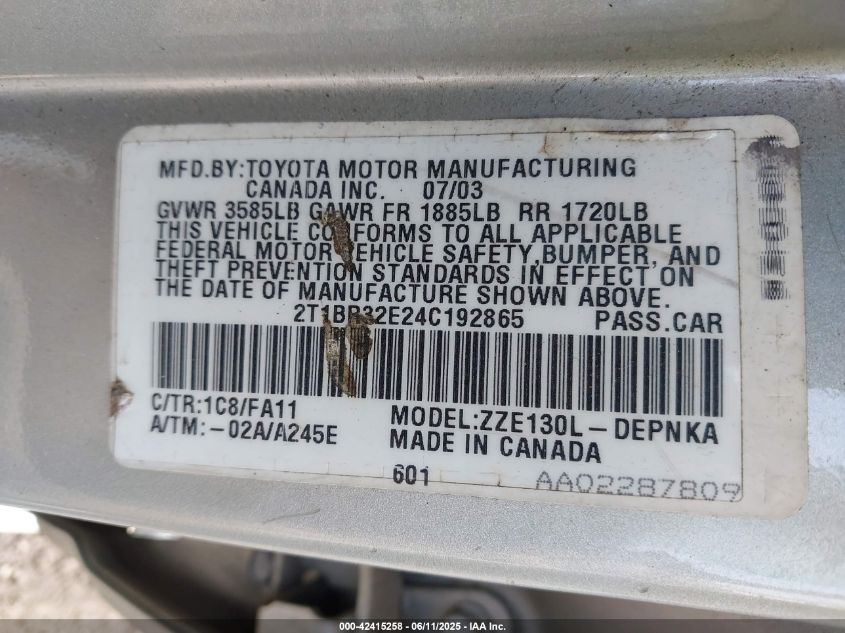 MFD.BY:TOYOTA MOTOR MANUFACTURING
CANADA INC. 07/03
GVWR 3585LB GAWR FR 1885LB RR 1720LB
THIS VEHICLE CONFORMS TO ALL APPLICABLE
FEDERAL MOTOR VEHICLE SAFETY,BUMPER, AND
THEFT PREVENTION STANDARDS IN EFFECT ON
THE DATE OF MANUFACTURE SHOWN ABOVE.
2T1BR32E24C192865 PASS.CAR
C/TR:1C8/FA11
A/TM:-02A/A245E
MODEL:ZZE130L-DEPNKA
MADE IN CANADA
601
AA02287809
000-42415258 - 06/11/2025 - IAA Inc.